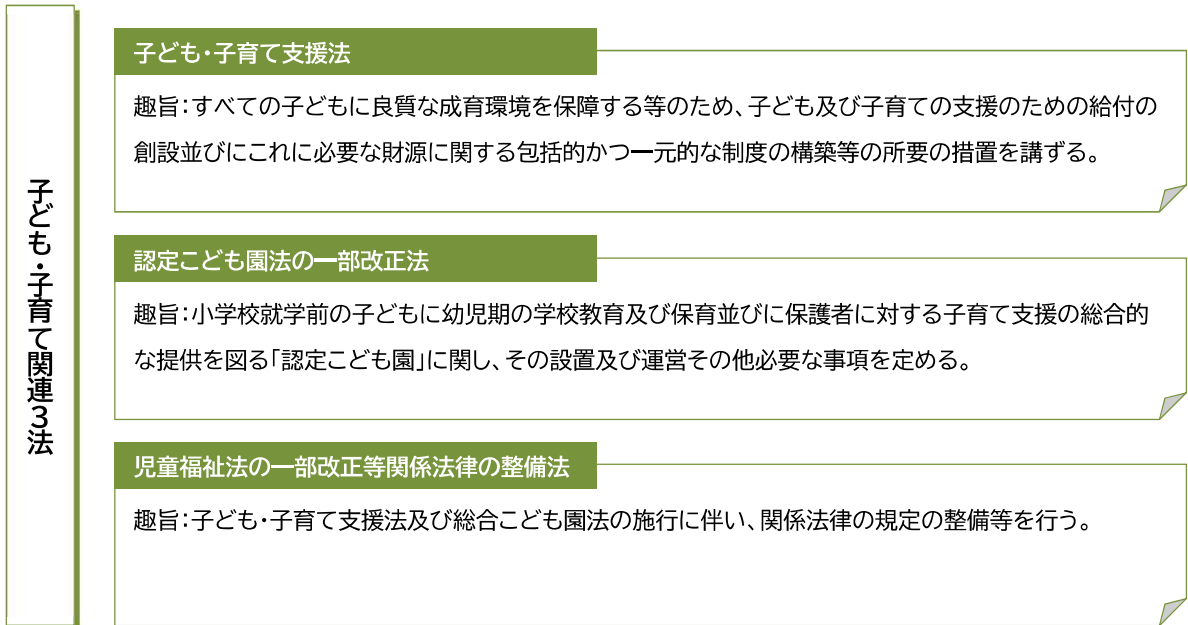 子ども・子育て関連３法
子ども・子育て支援法
趣旨：すべての子どもに良質な成育環境を保障する等のため、子ども及び子育ての支援のための給付の
創設並びにこれに必要な財源に関する包括的かつ一元的な制度の構築等の所要の措置を講ずる。
認定こども園法の一部改正法
趣旨：小学校就学前の子どもに幼児期の学校教育及び保育並びに保護者に対する子育て支援の総合的
な提供を図る「認定こども園」に関し、その設置及び運営その他必要な事項を定める。
児童福祉法の一部改正等関係法律の整備法
趣旨：子ども・子育て支援法及び総合こども園法の施行に伴い、関係法律の規定の整備等を行う。